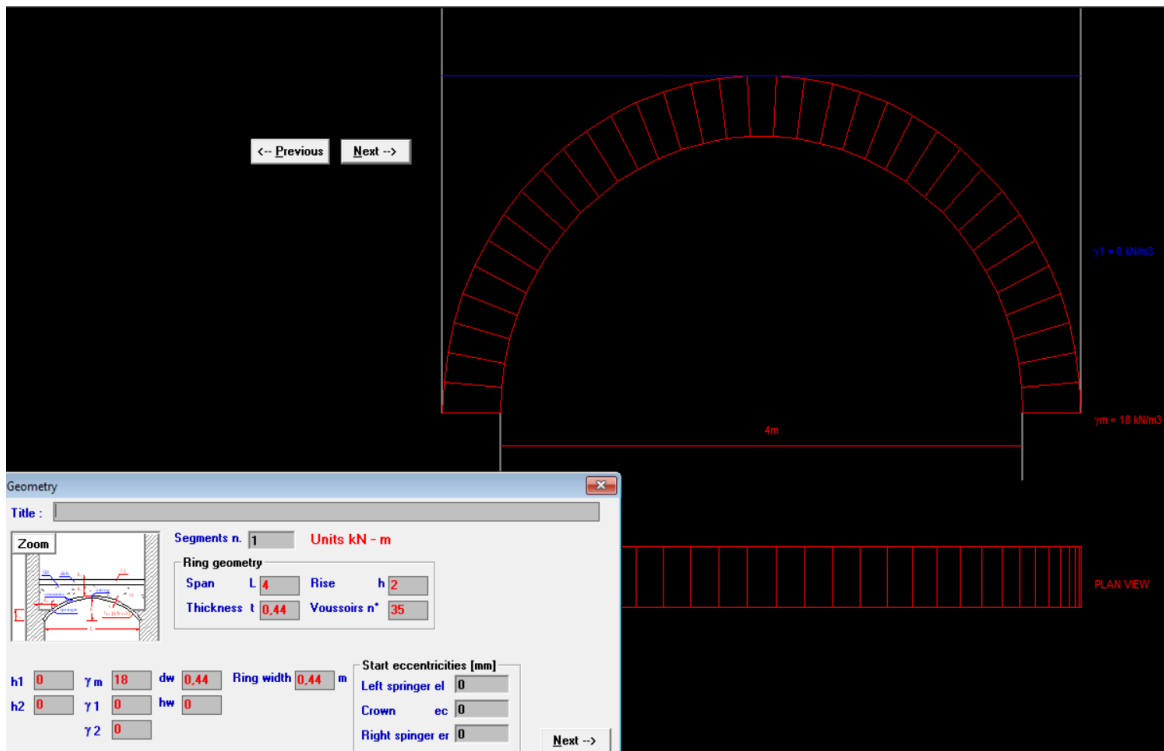 <-- Previous
Next -->
γ1 = 0 kN/m3
γm = 18 kN/m3
4m
PLAN VIEW
Geometry
Title :
Zoom
Segments n. 1 Units kN - m
Ring geometry
Span L 4 Rise h 2
Thickness t 0,44 Voussoirs n° 35
h1 0 γ m 18 dw 0,44 Ring width 0,44 m
h2 0 γ 1 0 hw 0
γ 2 0
Start eccentricities [mm]
Left springer el 0
Crown ec 0
Right spinger er 0
Next -->